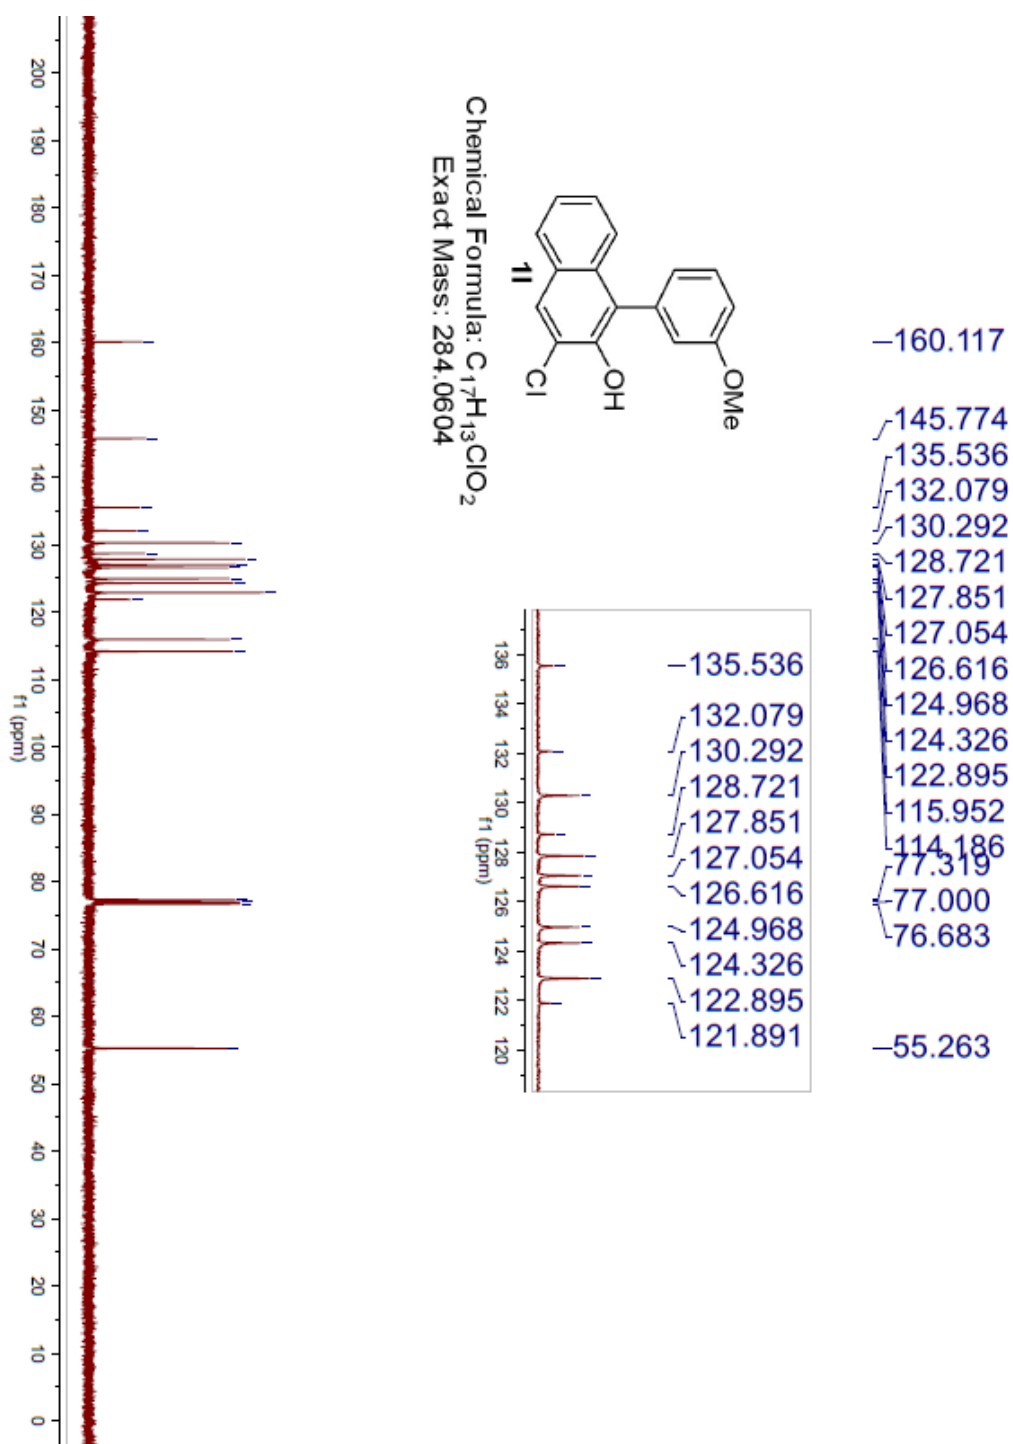 160.117
145.774
135.536
132.079
130.292
128.721
127.851
127.054
126.616
124.968
124.326
122.895
115.952
114.186
77.319
77.000
76.683
55.263
OMe
OH
Cl
1l
Chemical Formula: C17H13ClO2
Exact Mass: 284.0604
135.536
132.079
130.292
128.721
127.851
127.054
126.616
124.968
124.326
122.895
121.891
136 134 132 130 128 126 124 122 120
f1 (ppm)
200 190 180 170 160 150 140 130 120 110 100 90 80 70 60 50 40 30 20 10 0
f1 (ppm)